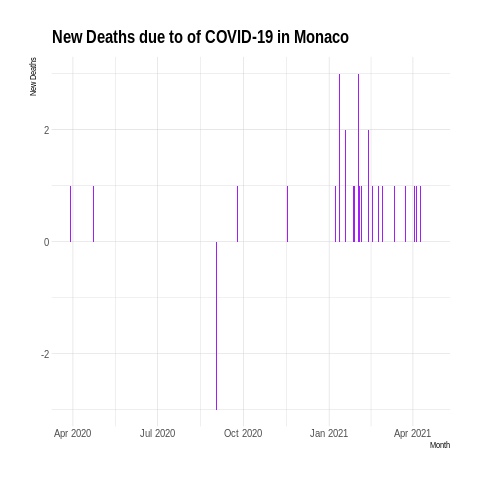 New Deaths due to of COVID-19 in Monaco
New Deaths
2
0
-2
Apr 2020 Jul 2020 Oct 2020 Jan 2021 Apr 2021
Month